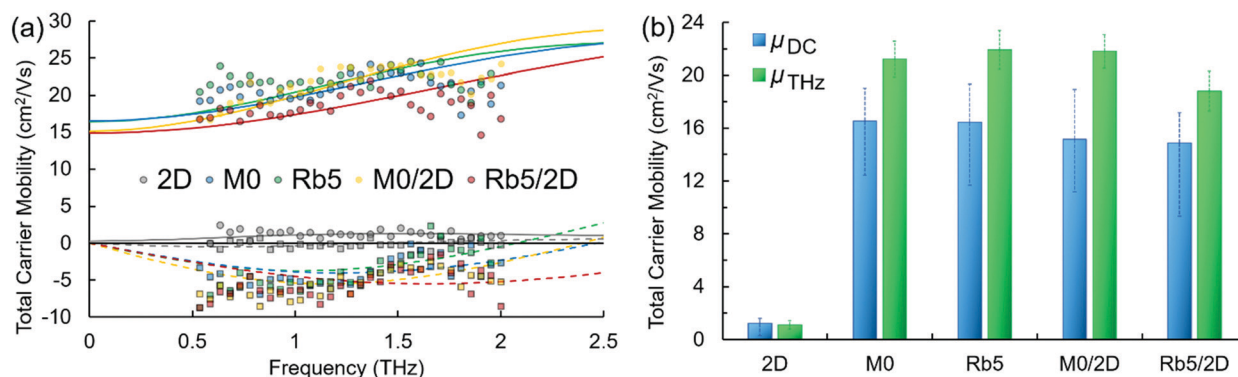 (a)
Total Carrier Mobility (cm²/Vs)
30
25
20
15
10
5
0
-5
-10
2D M0 Rb5 M0/2D Rb5/2D
0 0.5 1.0 1.5 2.0 2.5
Frequency (THz)
(b)
Total Carrier Mobility (cm²/Vs)
24
20
16
12
8
4
0
μDC
μTHz
2D M0 Rb5 M0/2D Rb5/2D